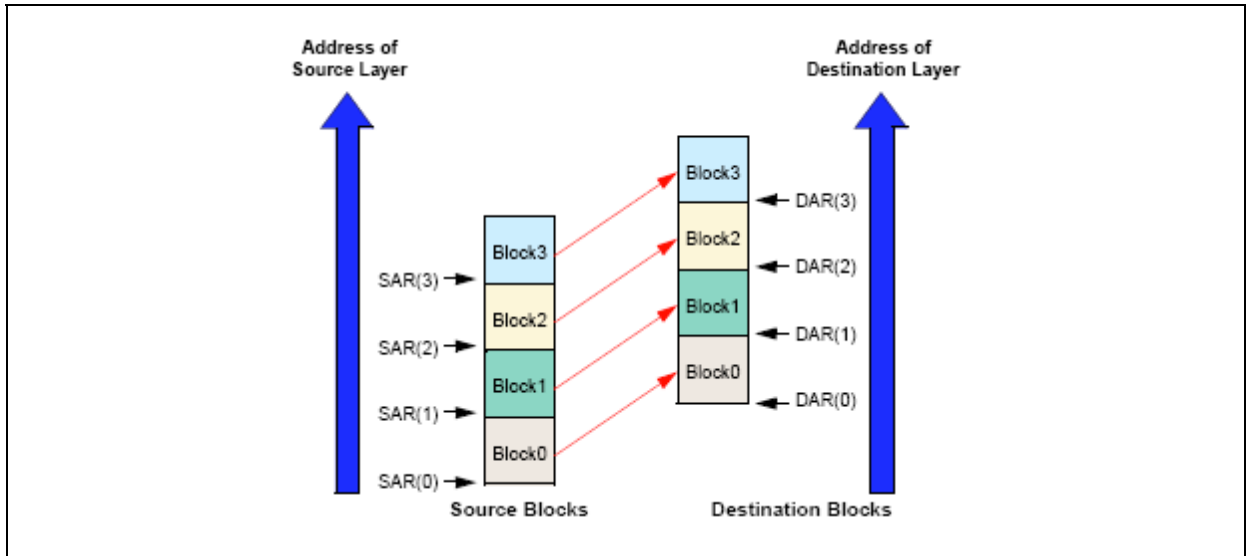 Address of
Source Layer
Address of
Destination Layer
Block3
DAR(3)
Block2
Block3
DAR(2)
SAR(3)
Block1
Block2
DAR(1)
SAR(2)
Block0
Block1
DAR(0)
SAR(1)
Block0
SAR(0)
Source Blocks
Destination Blocks